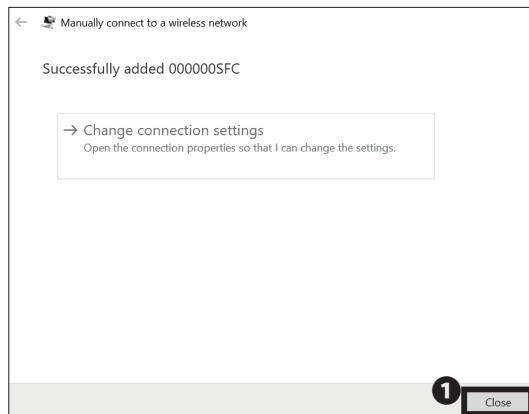 ← Manually connect to a wireless network
Successfully added 000000SFC
→ Change connection settings
Open the connection properties so that I can change the settings.
❶
Close